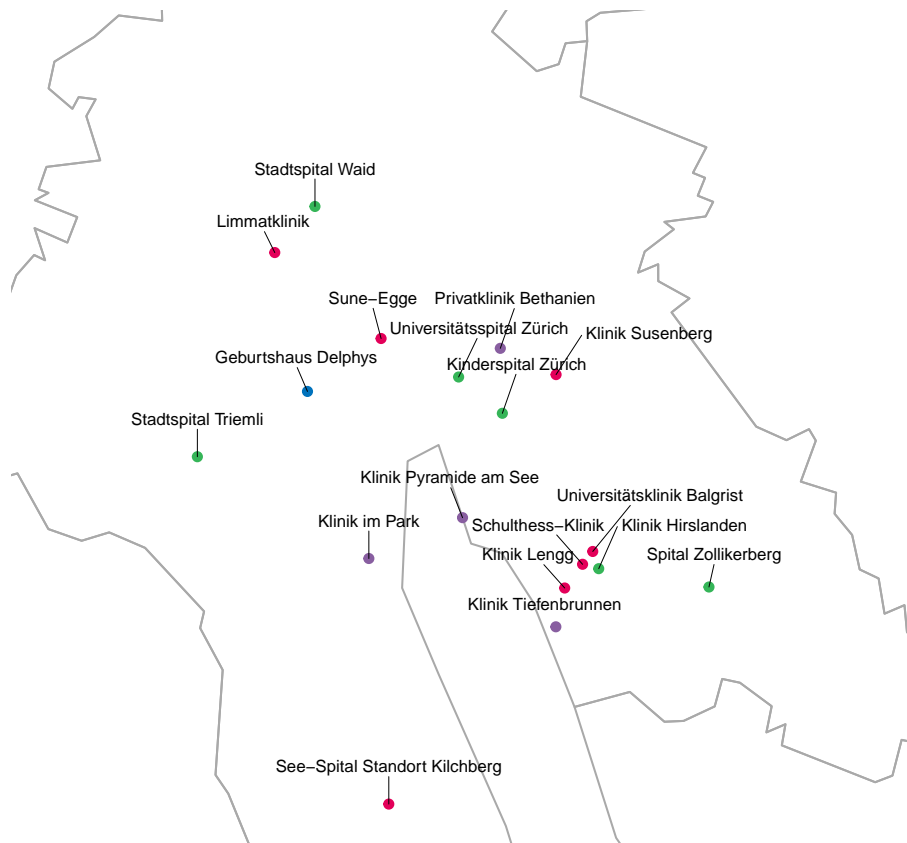 Stadtspital Waid
Limmatklinik
Sune−Egge
Privatklinik Bethanien
Universitätsspital Zürich
Klinik Susenberg
Geburtshaus Delphys
Kinderspital Zürich
Stadtspital Triemli
Klinik Pyramide am See
Universitätsklinik Balgrist
Klinik im Park
Schulthess−Klinik
Klinik Hirslanden
Klinik Lengg
Spital Zollikerberg
Klinik Tiefenbrunnen
See−Spital Standort Kilchberg